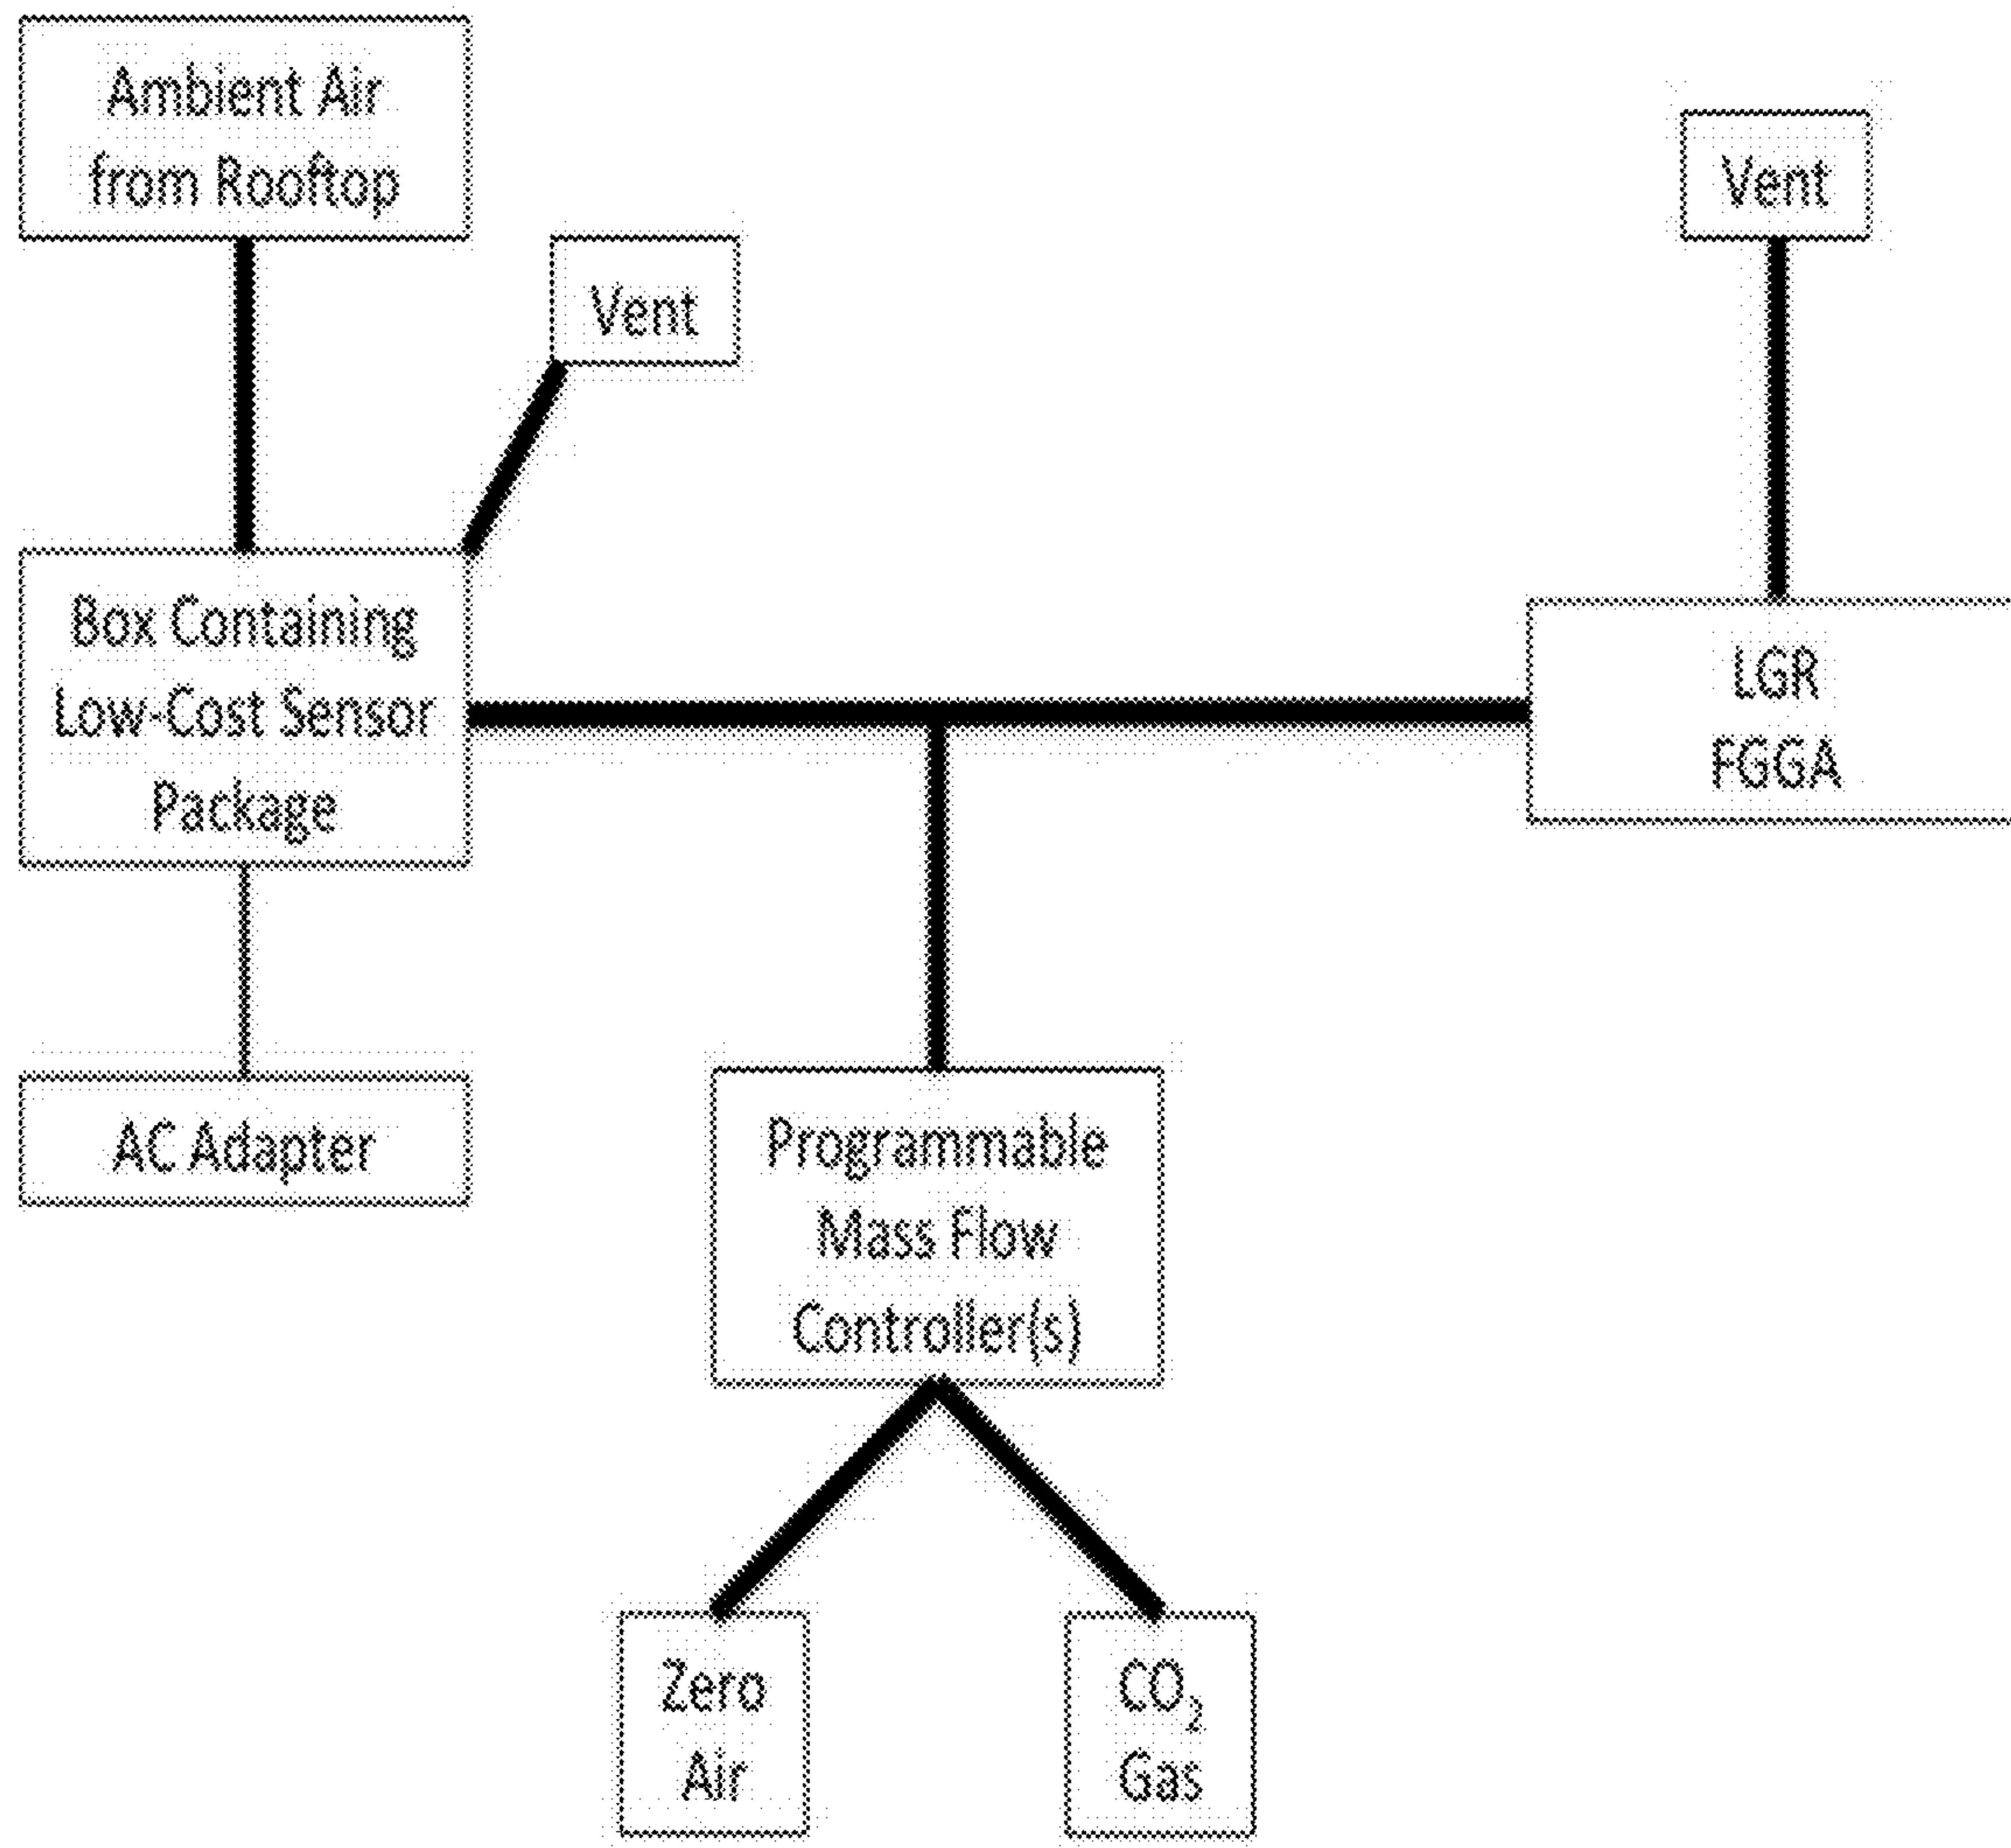 Ambient Air
from Rooftop
Vent
Vent
Box Containing
Low-Cost Sensor
Package
LGR
FGGA
AC Adapter
Programmable
Mass Flow
Controller(s)
Zero
Air
CO₂
Gas